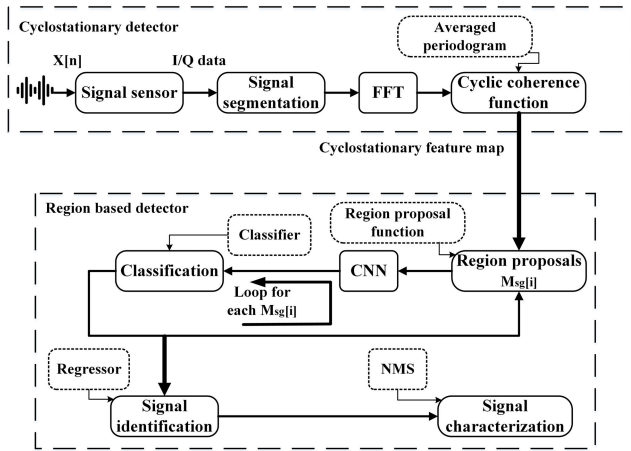 Cyclostationary detector
Averaged
periodogram
X[n]
I/Q data
Signal sensor
Signal
segmentation
FFT
Cyclic coherence
function
Cyclostationary feature map
Region based detector
Classifier
Region proposal
function
Classification
CNN
Region proposals
Msg[i]
Loop for
each Msg[i]
Regressor
NMS
Signal
identification
Signal
characterization